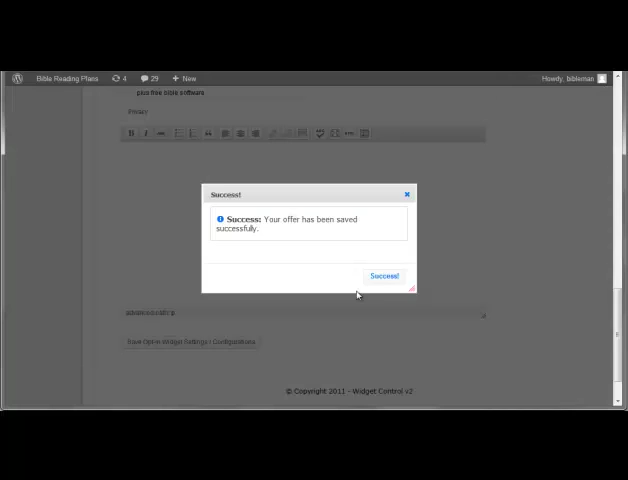 Bible Reading Plans 4 29 + New Howdy, bibleman
plus free bible software
Privacy
B I
Success!
Success: Your offer has been saved
successfully.
Success!
Save Opt-in Widget Settings \ Configurations
© Copyright 2011 - Widget Control v2